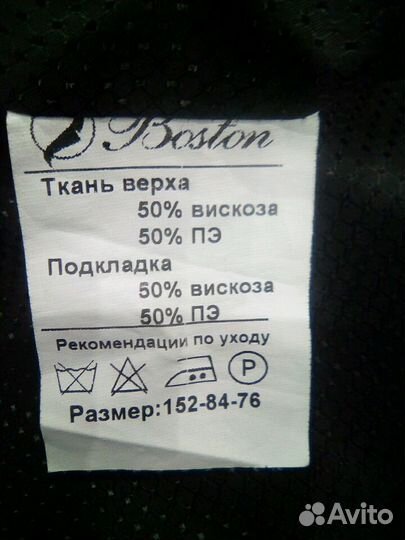 Boston
Ткань верха
50% вискоза
50% ПЭ
Подкладка
50% вискоза
50% ПЭ
Рекомендации по уходу
P
Размер:152-84-76
Avito